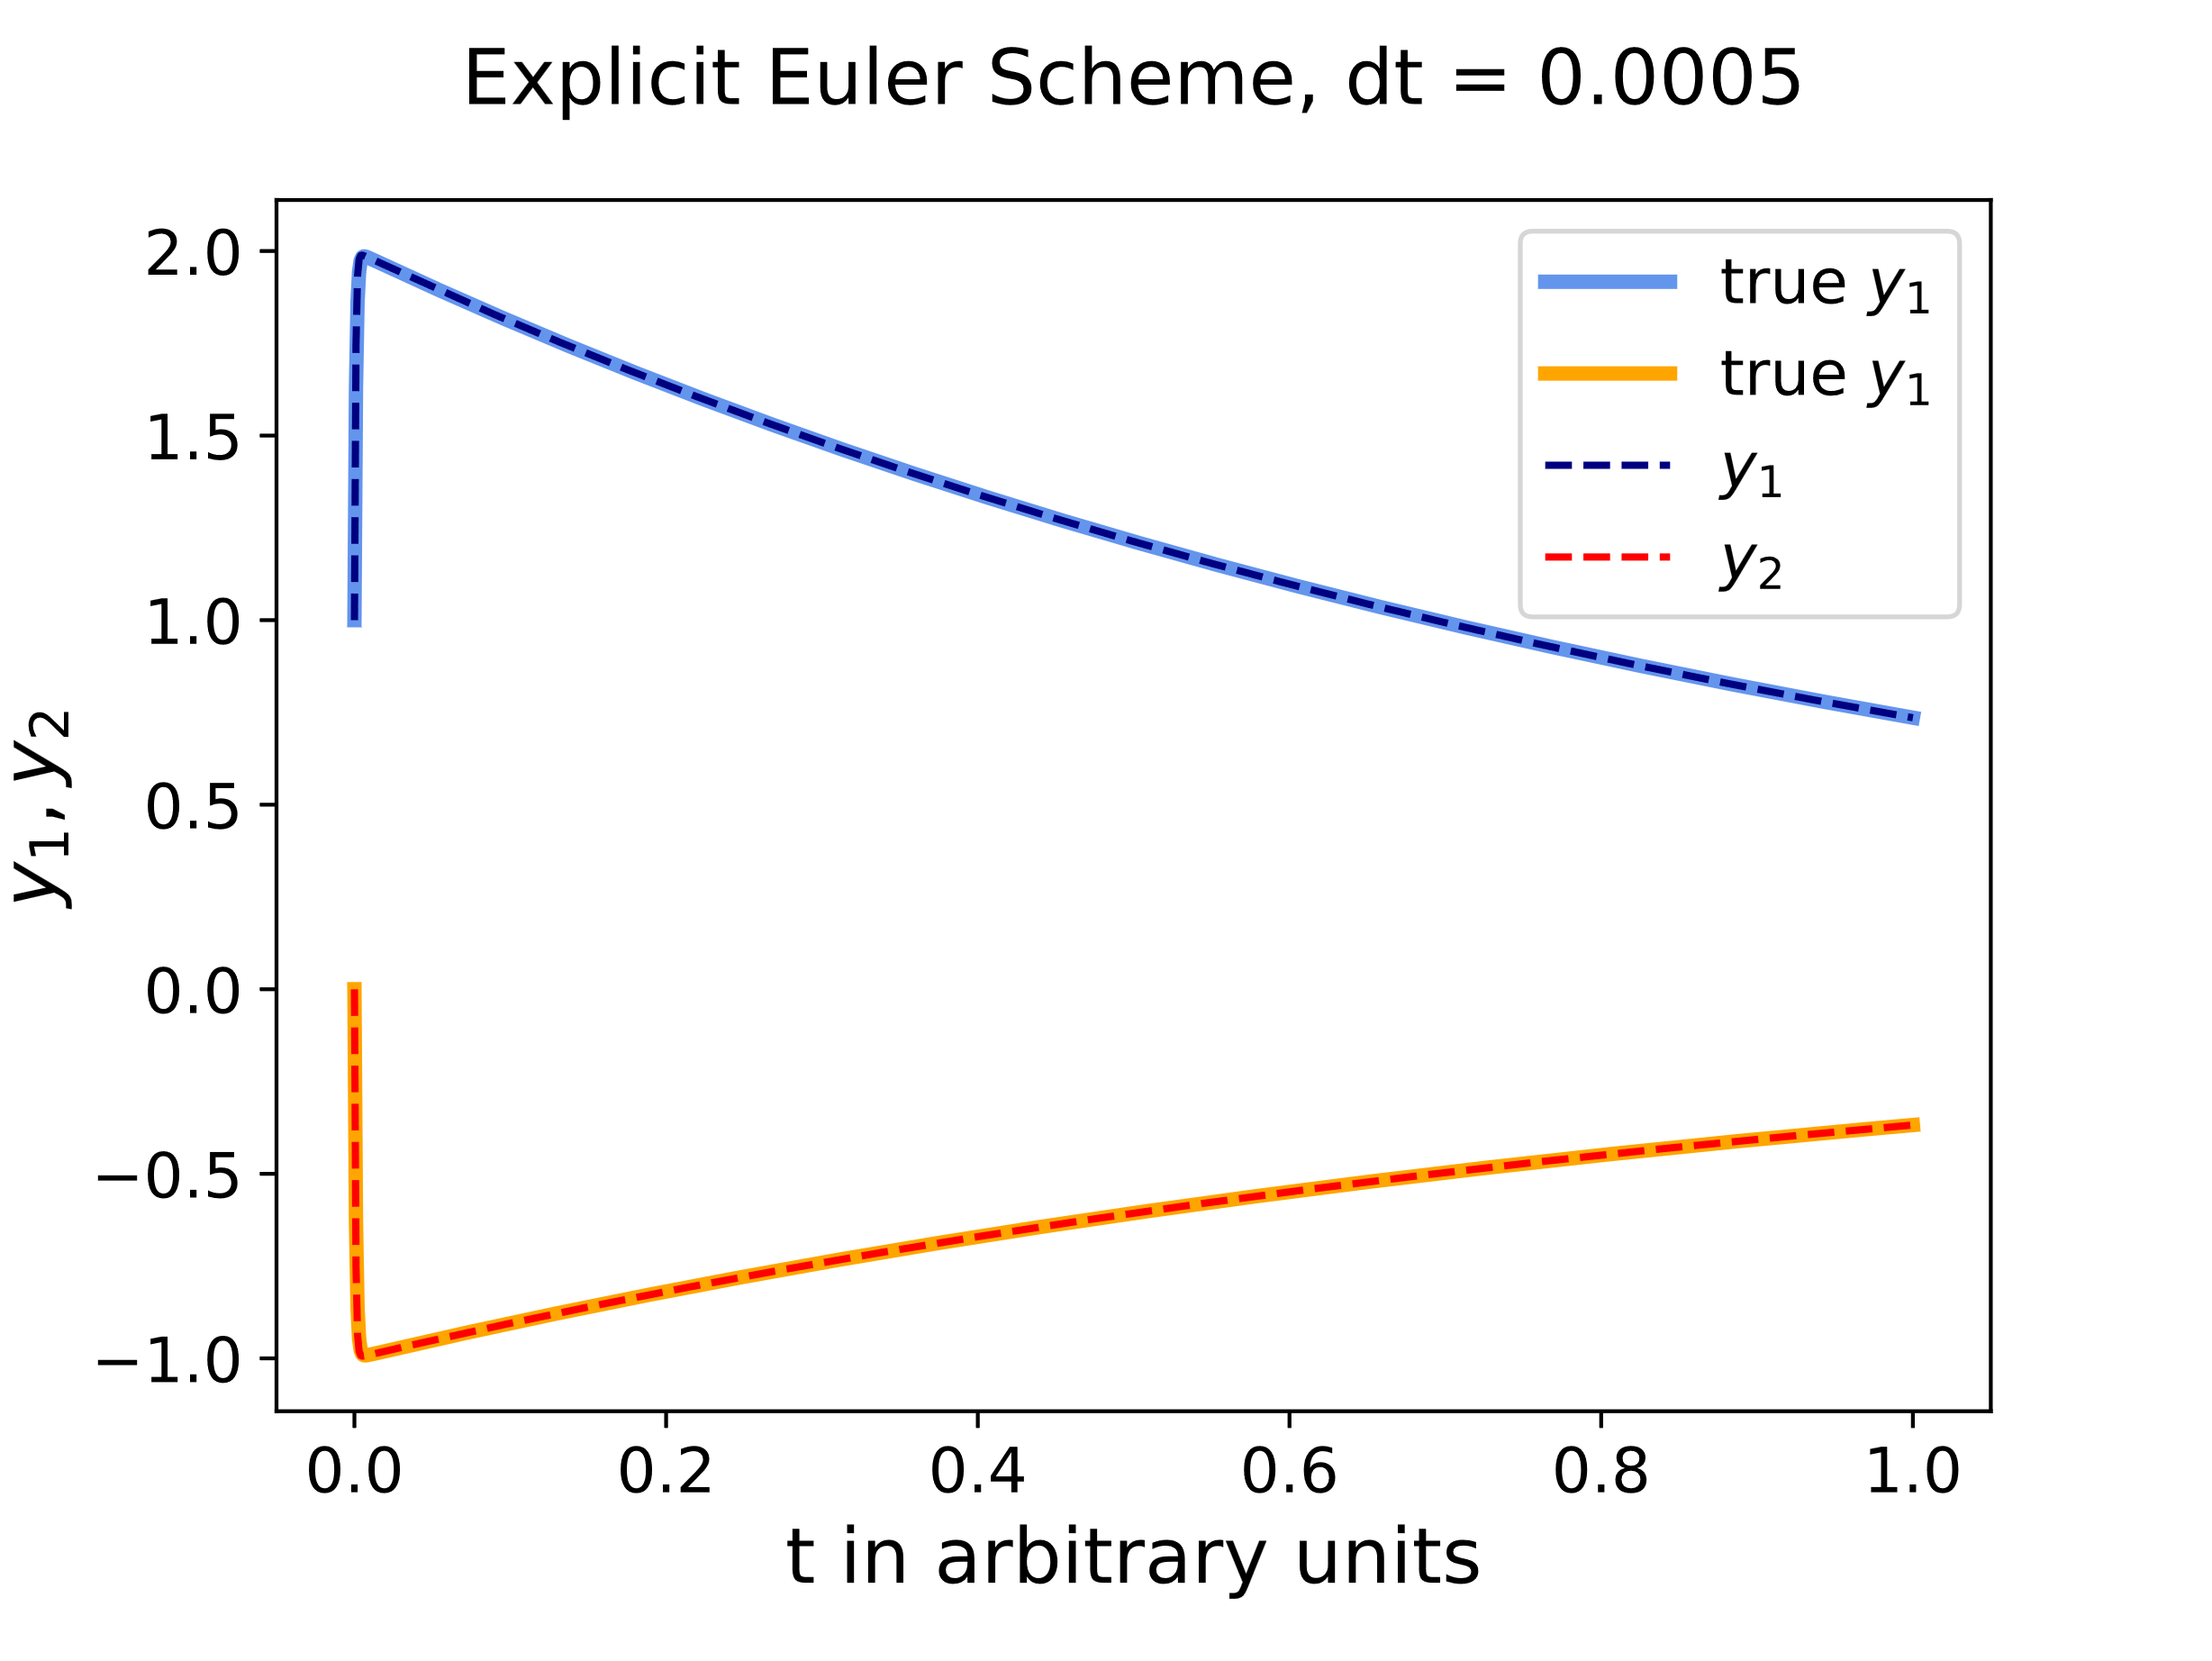 Explicit Euler Scheme, dt = 0.0005
true y₁
true y₁
y₁
y₂
y₁, y₂
2.0
1.5
1.0
0.5
0.0
−0.5
−1.0
0.0 0.2 0.4 0.6 0.8 1.0
t in arbitrary units